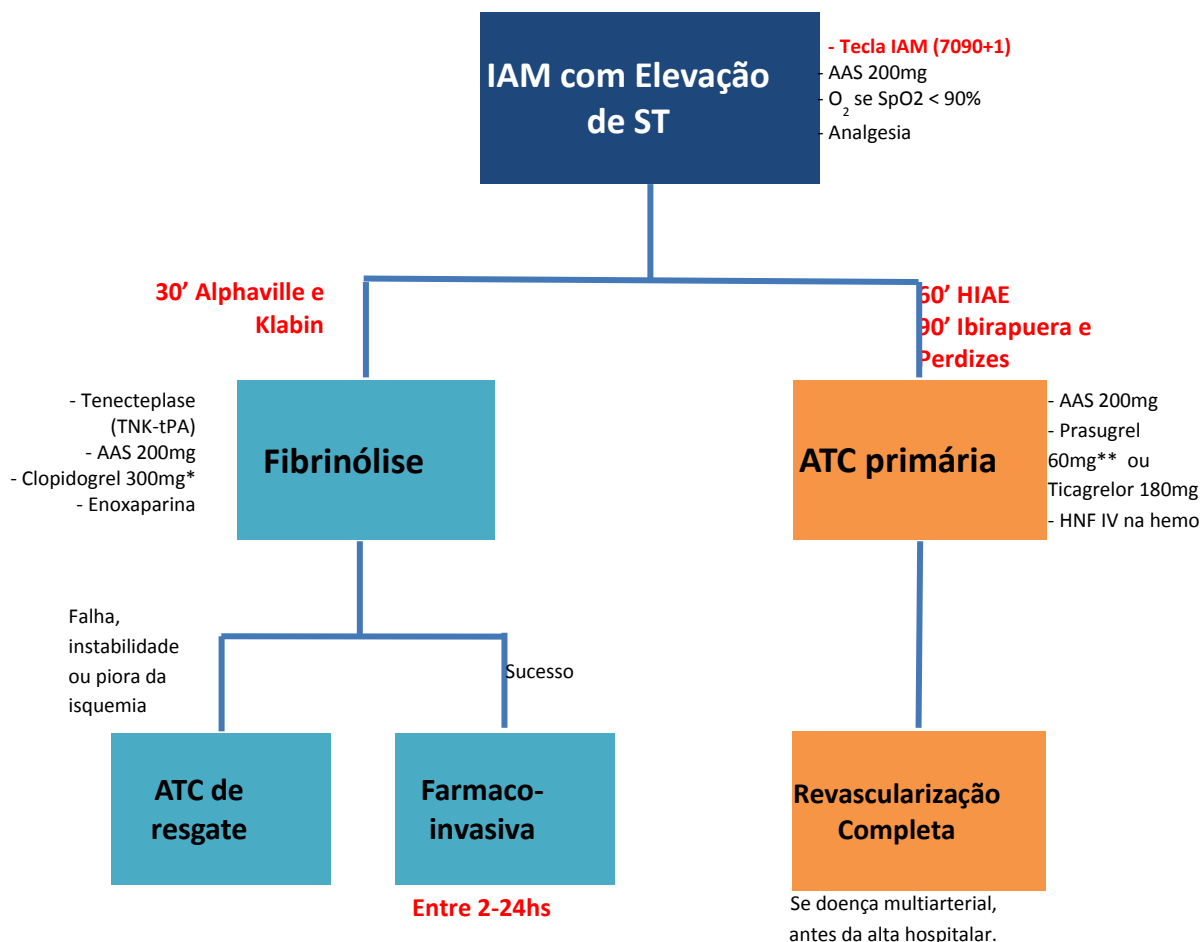 IAM com Elevação
de ST
- Tecla IAM (7090+1)
- AAS 200mg
- O2 se SpO2 < 90%
- Analgesia
30’ Alphaville e
Klabin
60’ HIAE
90’ Ibirapuera e
Perdizes
- Tenecteplase
(TNK-tPA)
- AAS 200mg
- Clopidogrel 300mg*
- Enoxaparina
Fibrinólise
ATC primária
- AAS 200mg
- Prasugrel
60mg** ou
Ticagrelor 180mg
- HNF IV na hemo
Falha,
instabilidade
ou piora da
isquemia
Sucesso
ATC de
resgate
Farmaco-
invasiva
Entre 2-24hs
Revascularização
Completa
Se doença multiarterial,
antes da alta hospitalar.